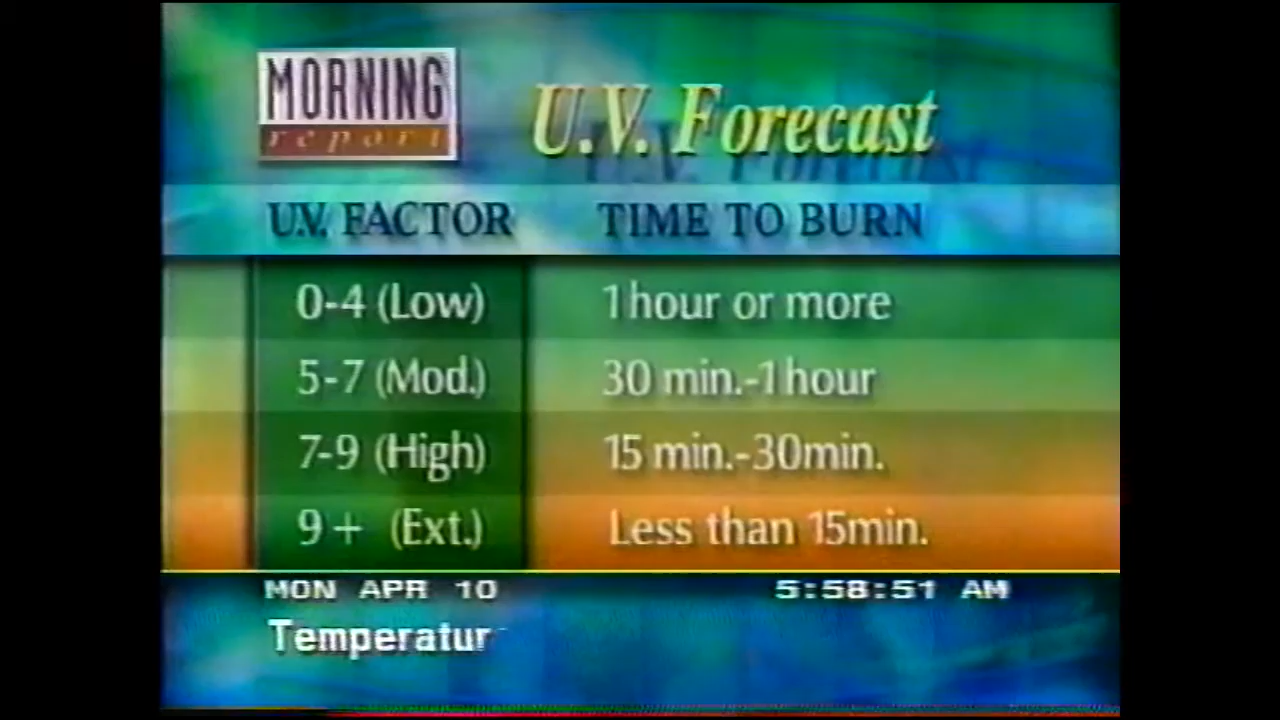 MORNING
report
U.V. Forecast
U.V. FACTOR TIME TO BURN
0-4 (Low) 1 hour or more
5-7 (Mod.) 30 min.-1 hour
7-9 (High) 15 min.-30min.
9+ (Ext.) Less than 15min.
MON APR 10 5:58:51 AM
Temperatur